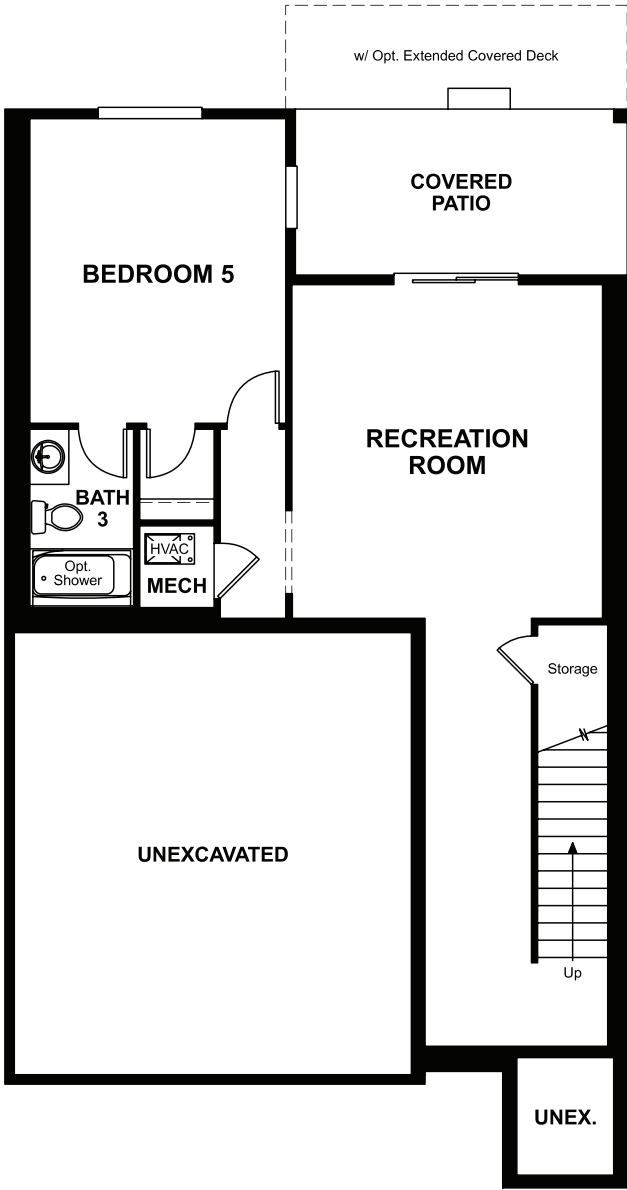 w/ Opt. Extended Covered Deck
COVERED
PATIO
BEDROOM 5
RECREATION
ROOM
BATH
3
HVAC
Opt.
Shower
MECH
Storage
UNEXCAVATED
Up
UNEX.